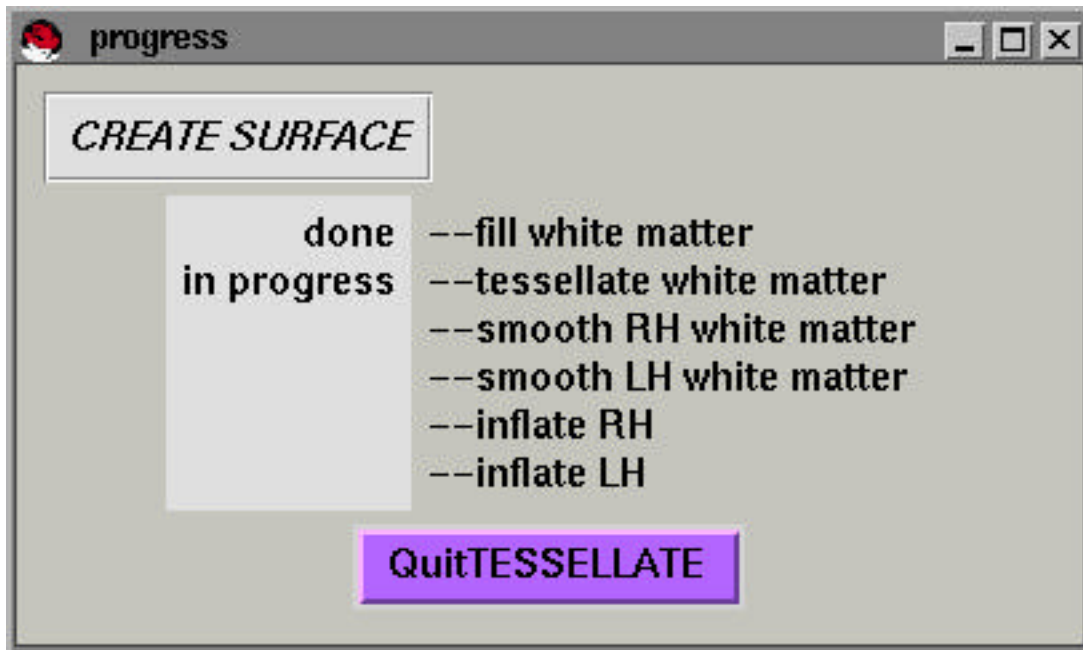 progress
CREATE SURFACE
done --fill white matter
in progress --tessellate white matter
--smooth RH white matter
--smooth LH white matter
--inflate RH
--inflate LH
QuitTESSELLATE